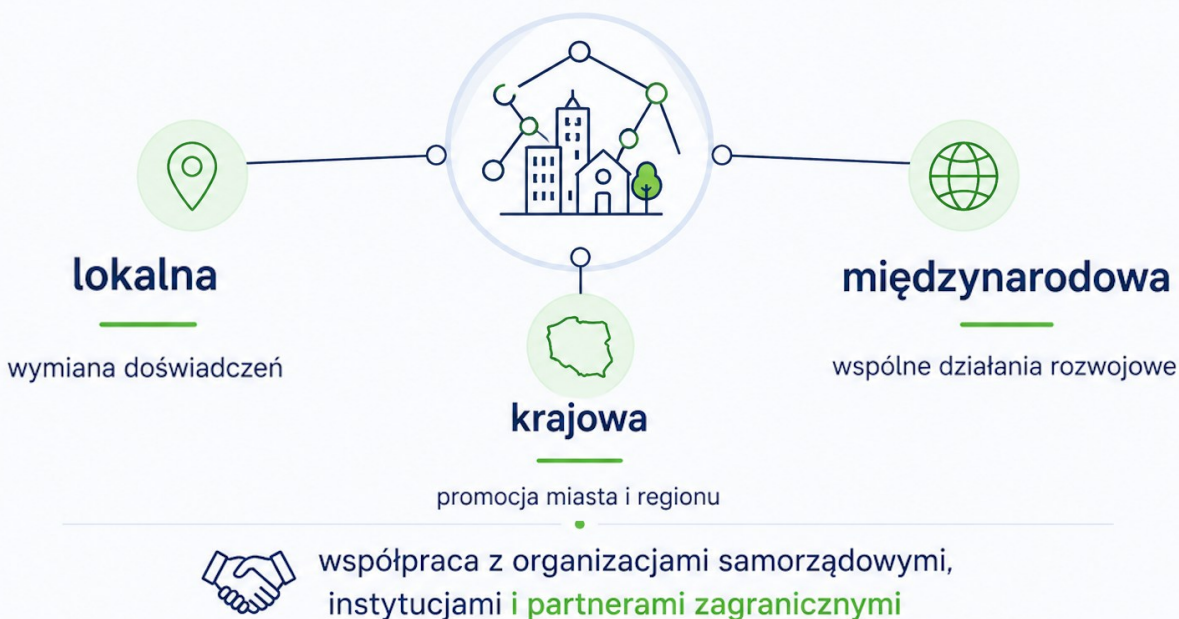 lokalna
wymiana doświadczeń
międzynarodowa
wspólne działania rozwojowe
krajowa
promocja miasta i regionu
współpraca z organizacjami samorządowymi,
instytucjami i partnerami zagranicznymi